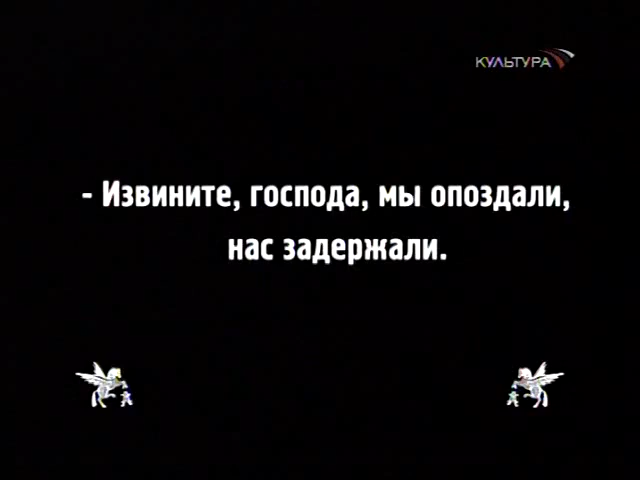 КУЛЬТУРА
- Извините, господа, мы опоздали,
нас задержали.